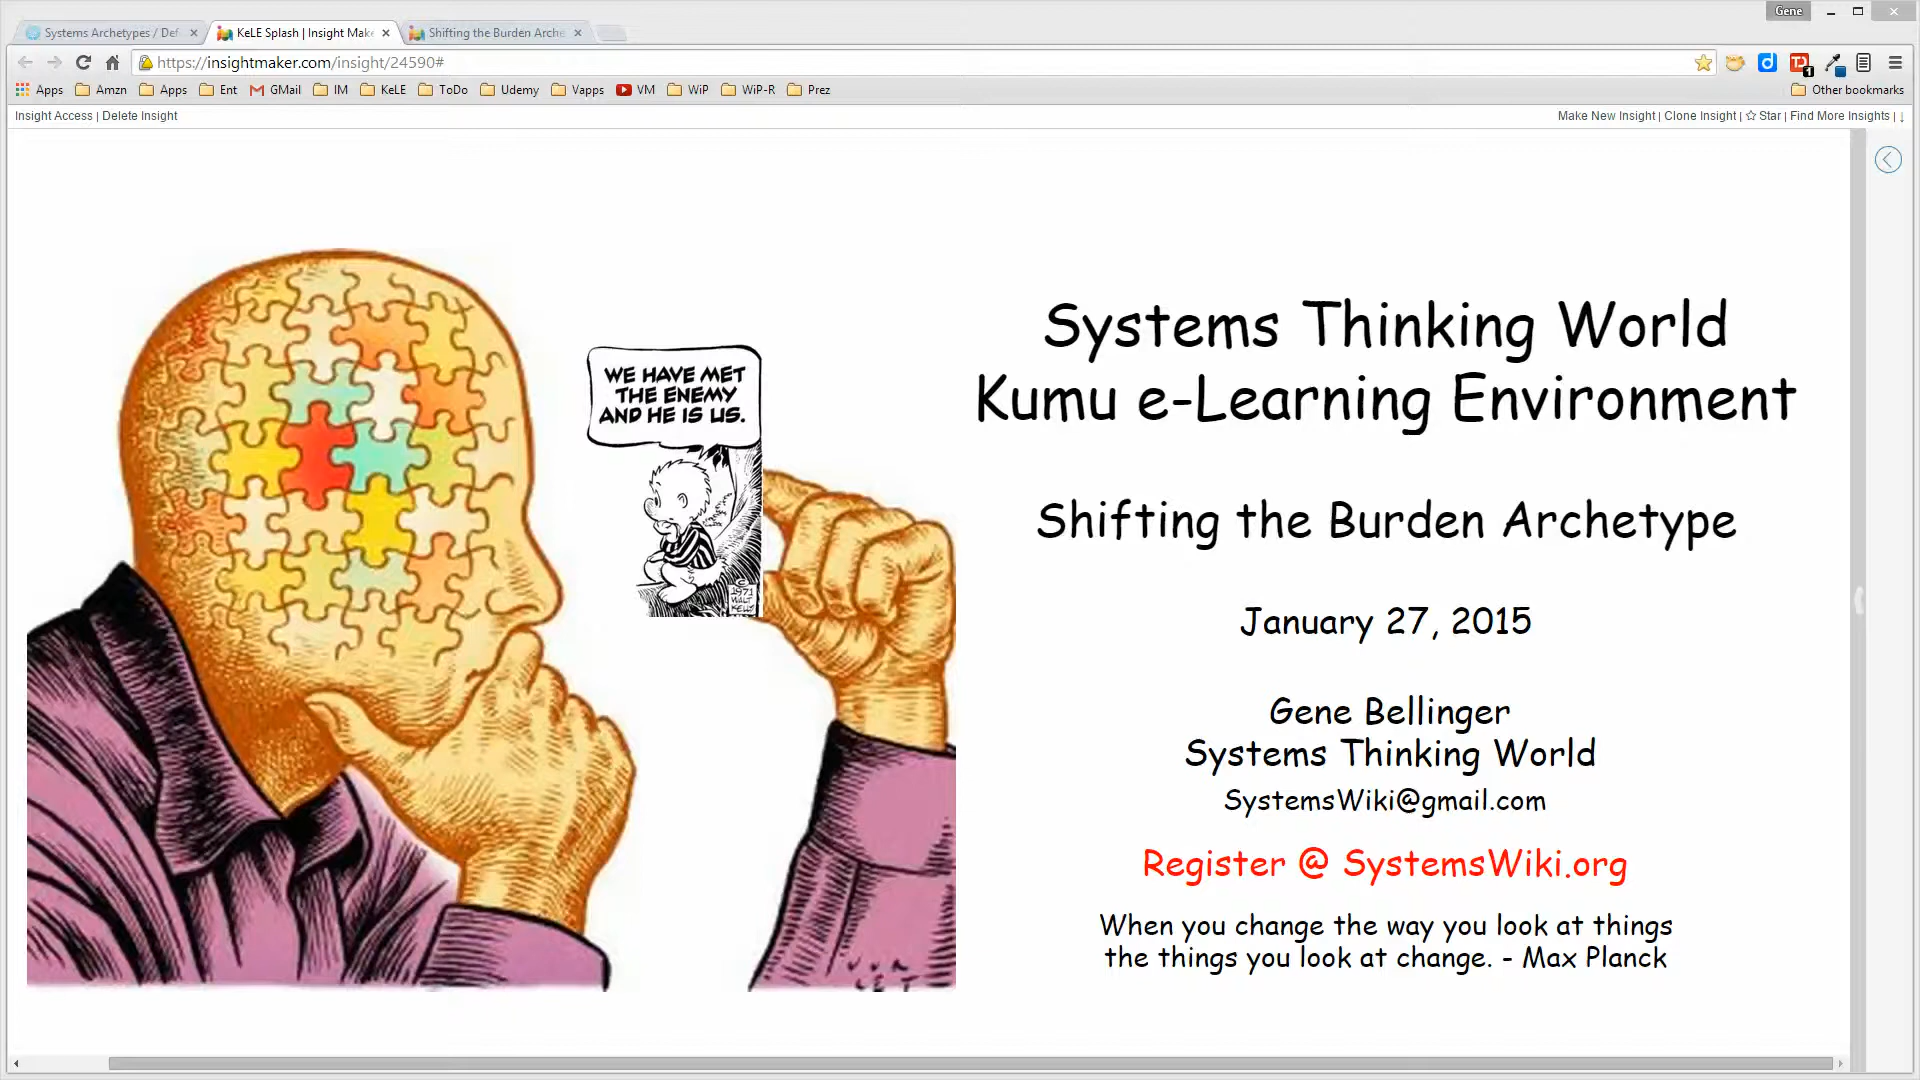 Gene
Systems Archetypes / Def
KeLE Splash | Insight Make
Shifting the Burden Arche
https://insightmaker.com/insight/24590#
Apps Amzn Apps Ent GMail IM KeLE ToDo Udemy Vapps VM WiP WiP-R Prez Other bookmarks
Insight Access | Delete Insight
Make New Insight | Clone Insight | Star | Find More Insights |
WE HAVE MET
THE ENEMY
AND HE IS US.
1971
WALT
KELLY
Systems Thinking World
Kumu e-Learning Environment
Shifting the Burden Archetype
January 27, 2015
Gene Bellinger
Systems Thinking World
SystemsWiki@gmail.com
Register @ SystemsWiki.org
When you change the way you look at things
the things you look at change. - Max Planck